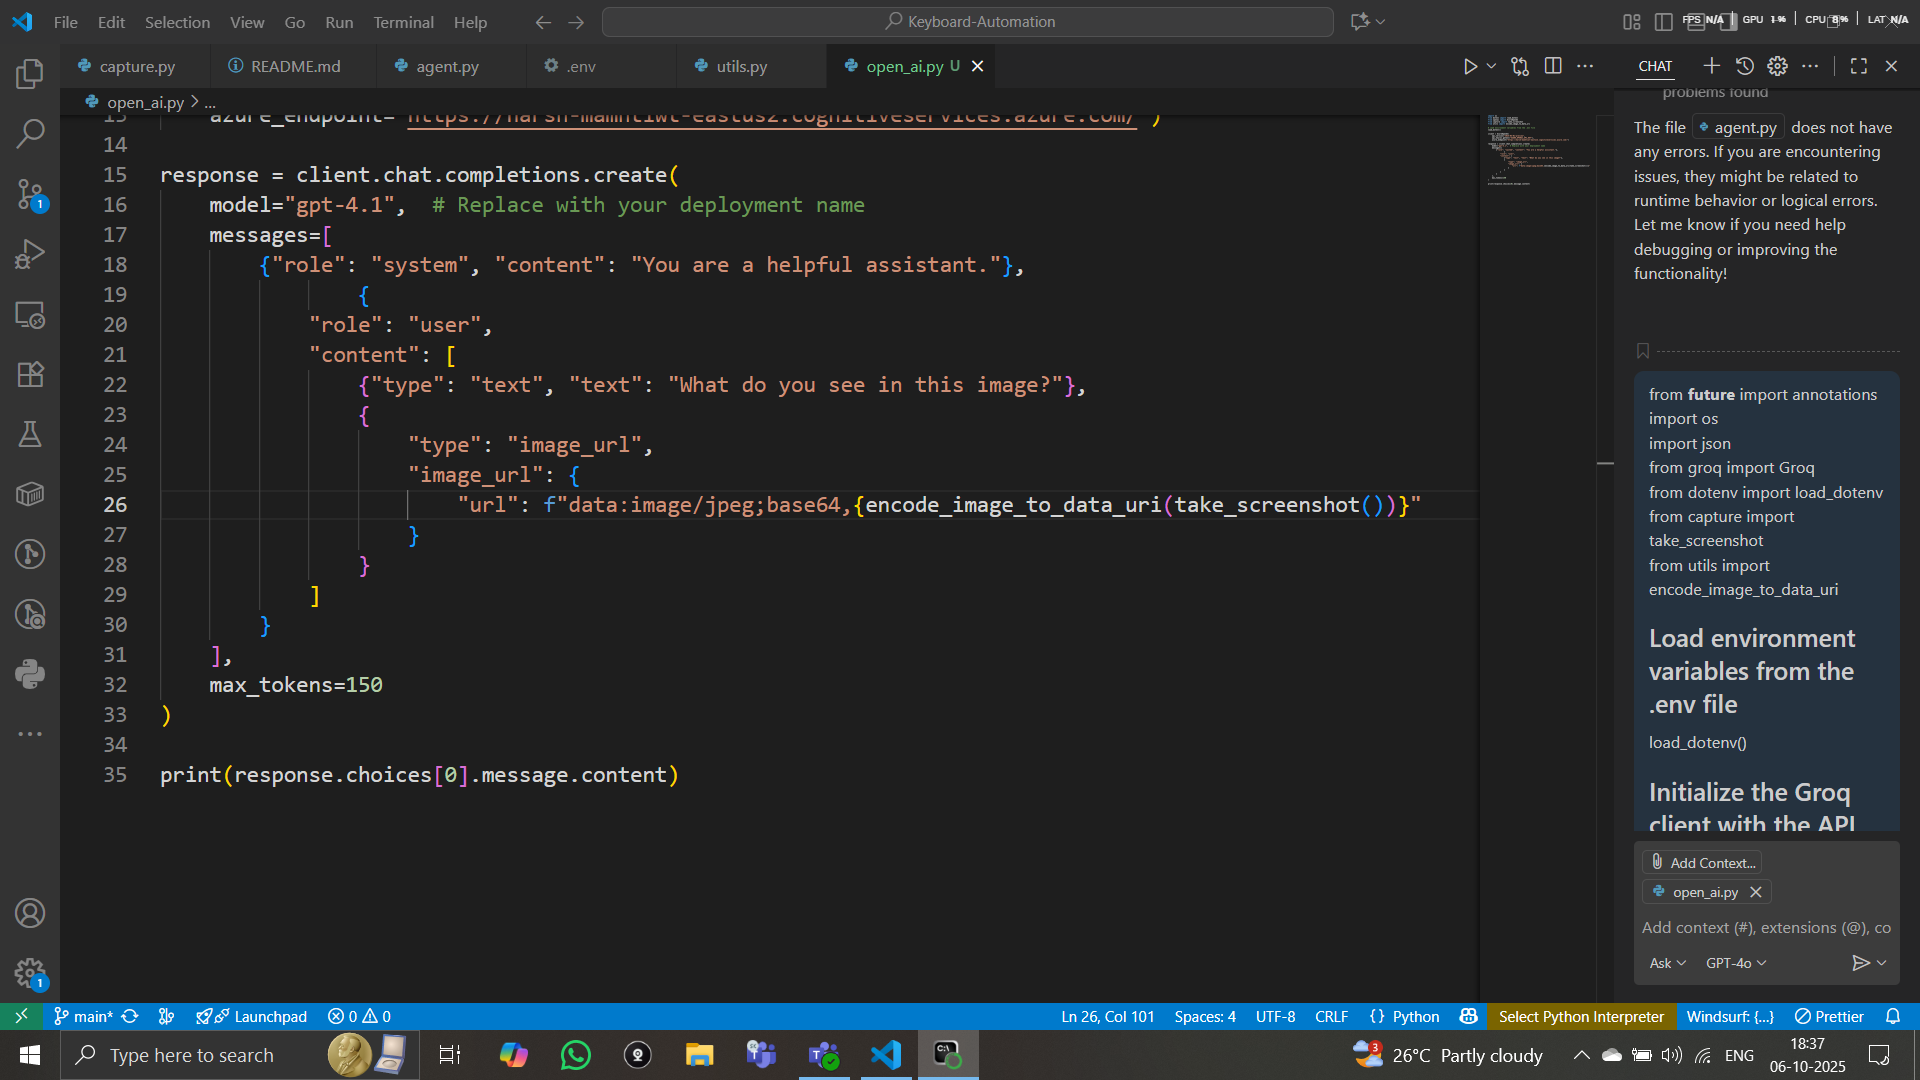 File Edit Selection View Go Run Terminal Help
Keyboard-Automation
FPS N/A GPU 1% CPU 8% LAT N/A
capture.py README.md agent.py .env utils.py open_ai.py U
open_ai.py > ...
13 azure_endpoint="https://harsh-mamntiwt-eastus2.cognitiveservices.azure.com/")
14
15 response = client.chat.completions.create(
16 model="gpt-4.1", # Replace with your deployment name
17 messages=[
18 {"role": "system", "content": "You are a helpful assistant."},
19 {
20 "role": "user",
21 "content": [
22 {"type": "text", "text": "What do you see in this image?"},
23 {
24 "type": "image_url",
25 "image_url": {
26 "url": f"data:image/jpeg;base64,{encode_image_to_data_uri(take_screenshot())}"
27 }
28 }
29 ]
30 }
31 ],
32 max_tokens=150
33 )
34
35 print(response.choices[0].message.content)
CHAT
problems found
The file agent.py does not have
any errors. If you are encountering
issues, they might be related to
runtime behavior or logical errors.
Let me know if you need help
debugging or improving the
functionality!
from future import annotations
import os
import json
from groq import Groq
from dotenv import load_dotenv
from capture import
take_screenshot
from utils import
encode_image_to_data_uri
Load environment
variables from the
.env file
load_dotenv()
Initialize the Groq
client with the API
Add Context...
open_ai.py
Add context (#), extensions (@), co
Ask GPT-4o
1
1
main* Launchpad 0 0
Ln 26, Col 101 Spaces: 4 UTF-8 CRLF {} Python Select Python Interpreter Windsurf: {...} Prettier
Type here to search
3 26°C Partly cloudy ENG
18:37
06-10-2025